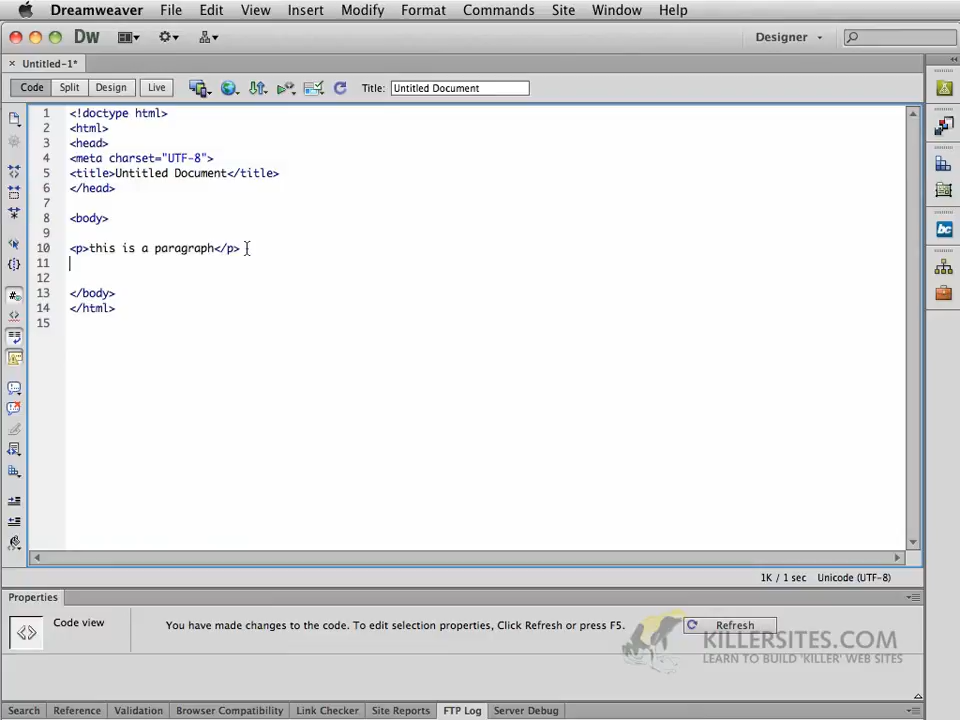 Dreamweaver File Edit View Insert Modify Format Commands Site Window Help
Dw Designer
× Untitled-1*
Code Split Design Live Title: Untitled Document
1 <!doctype html>
2 <html>
3 <head>
4 <meta charset="UTF-8">
5 <title>Untitled Document</title>
6 </head>
7
8 <body>
9
10 <p>this is a paragraph</p>
11
12
13 </body>
14 </html>
15
bc
1K / 1 sec Unicode (UTF-8)
Properties
Code view
You have made changes to the code. To edit selection properties, Click Refresh or press F5.
Refresh
KILLERSITES.COM
LEARN TO BUILD 'KILLER' WEB SITES
Search Reference Validation Browser Compatibility Link Checker Site Reports FTP Log Server Debug